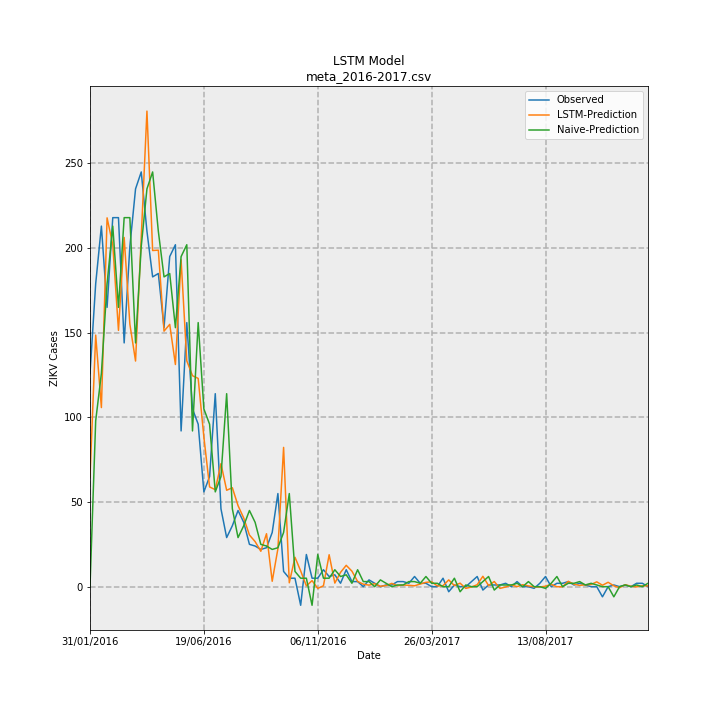 LSTM Model
meta_2016-2017.csv
Observed
LSTM-Prediction
Naive-Prediction
250
200
150
100
50
0
ZIKV Cases
31/01/2016 19/06/2016 06/11/2016 26/03/2017 13/08/2017
Date